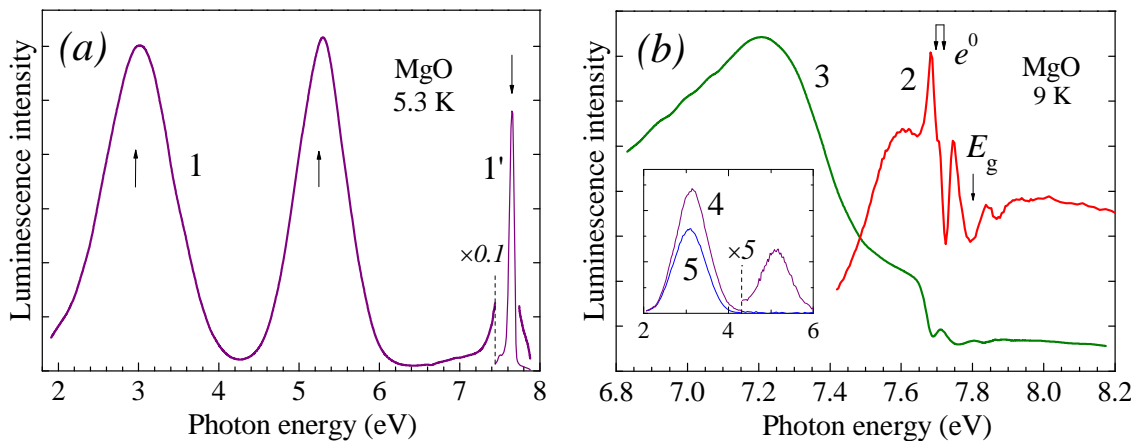 (a)
MgO
5.3 K
1
1'
×0.1
Luminescence intensity
2 3 4 5 6 7 8
Photon energy (eV)
(b)
3
2
e⁰
MgO
9 K
E_g
4
5
×5
2 4 6
Luminescence intensity
6.8 7.0 7.2 7.4 7.6 7.8 8.0 8.2
Photon energy (eV)